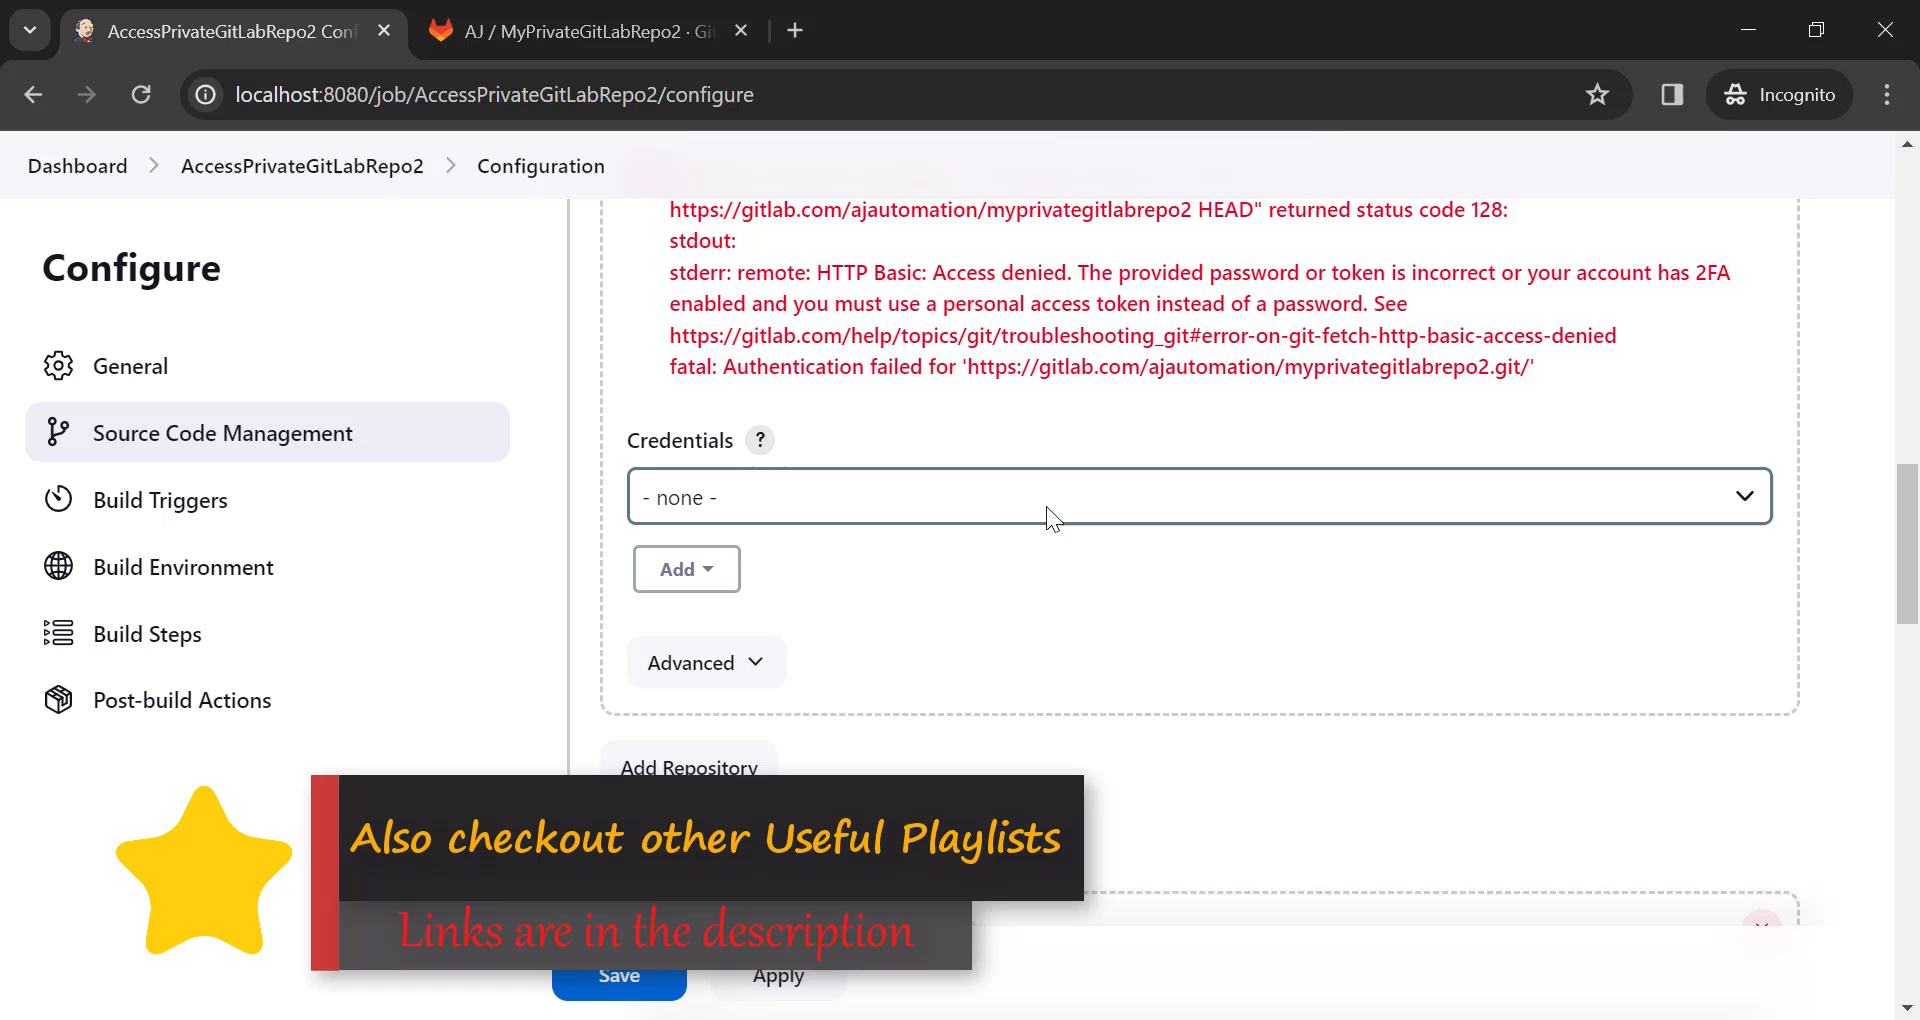 AccessPrivateGitLabRepo2 Conf
AJ / MyPrivateGitLabRepo2 · Gi
localhost:8080/job/AccessPrivateGitLabRepo2/configure
Incognito
Dashboard > AccessPrivateGitLabRepo2 > Configuration
https://gitlab.com/ajautomation/myprivategitlabrepo2 HEAD" returned status code 128:
stdout:
stderr: remote: HTTP Basic: Access denied. The provided password or token is incorrect or your account has 2FA
enabled and you must use a personal access token instead of a password. See
https://gitlab.com/help/topics/git/troubleshooting_git#error-on-git-fetch-http-basic-access-denied
fatal: Authentication failed for 'https://gitlab.com/ajautomation/myprivategitlabrepo2.git/'
Configure
General
Source Code Management
Build Triggers
Build Environment
Build Steps
Post-build Actions
Credentials ?
- none -
Add
Advanced
Add Repository
Also checkout other Useful Playlists
Links are in the description
Save
Apply